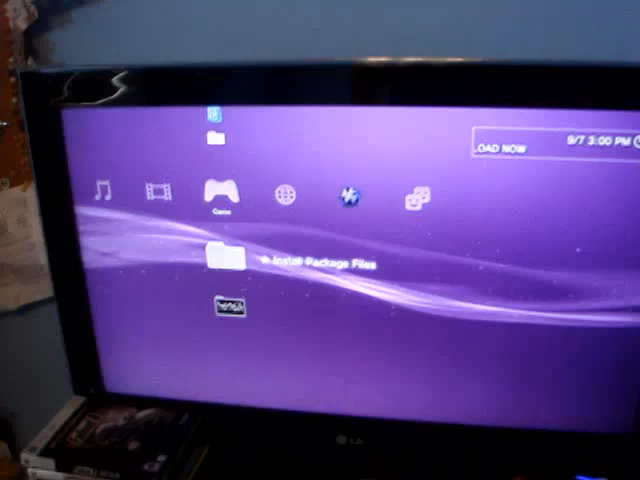 9/7 3:00 PM
OAD NOW
Game
★ Install Package Files
LG